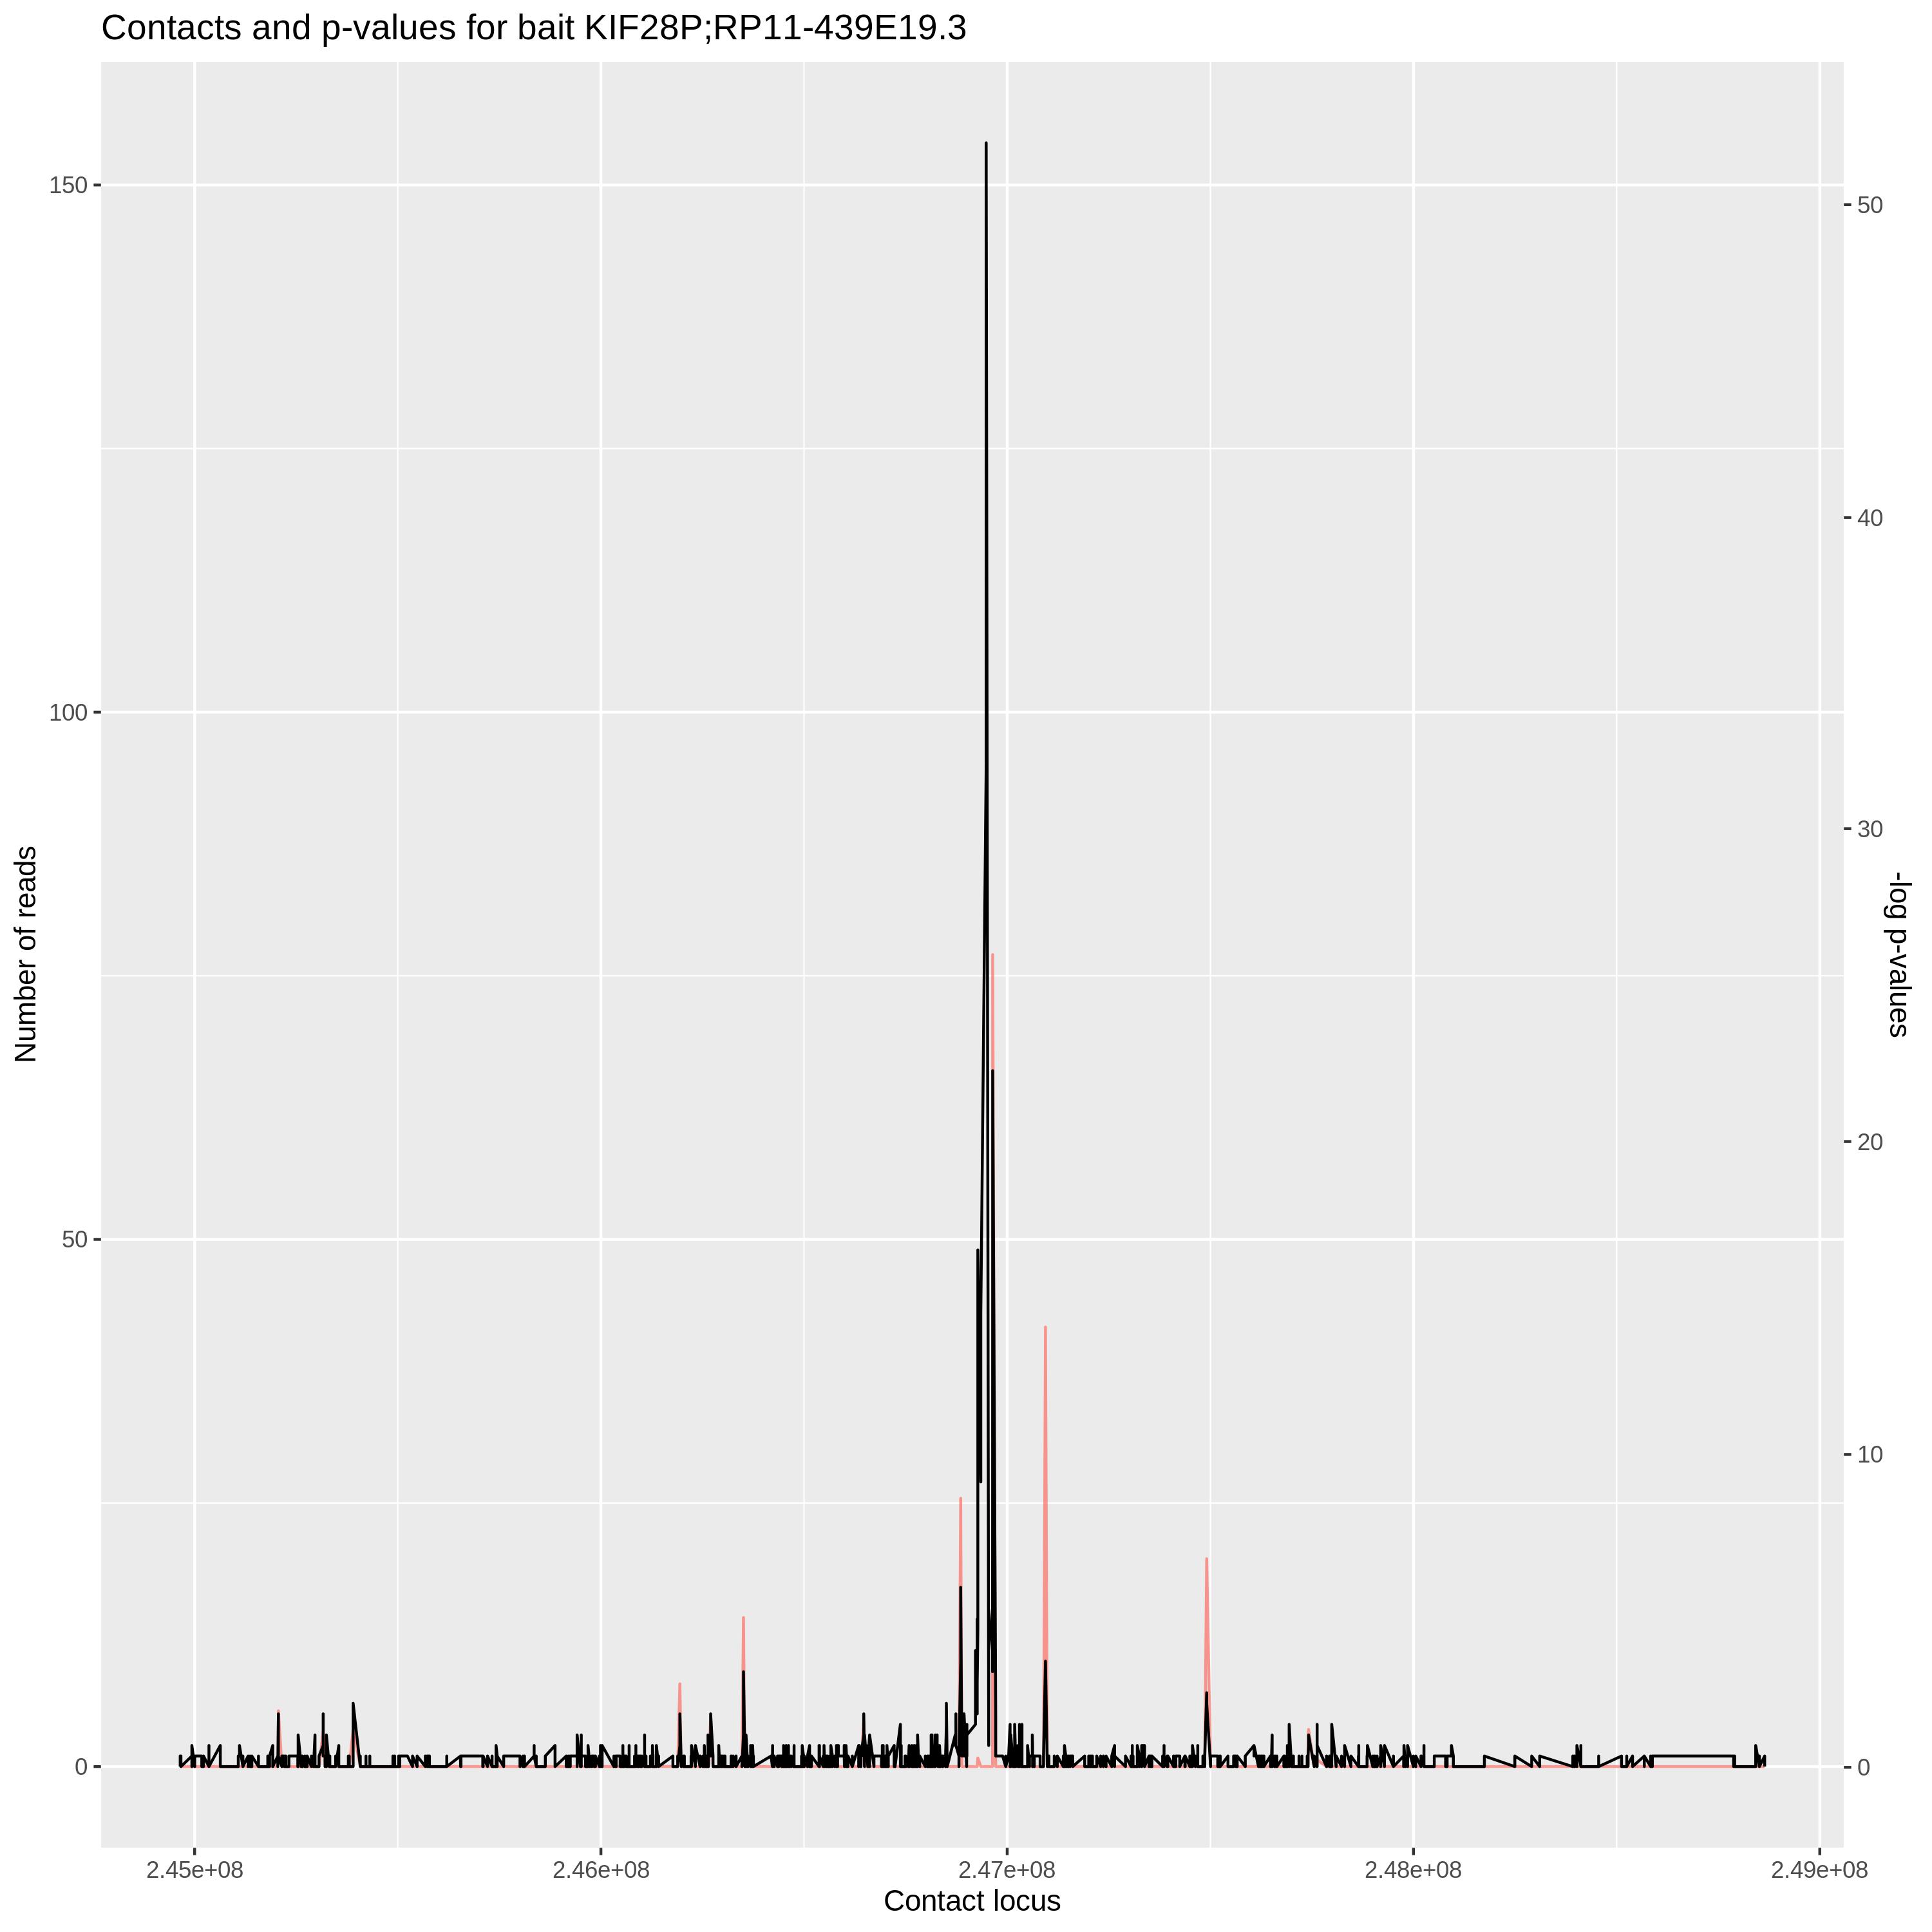 Contacts and p-values for bait KIF28P;RP11-439E19.3
150
100
50
0
Number of reads
50
40
30
20
10
0
-log p-values
2.45e+08
2.46e+08
2.47e+08
2.48e+08
2.49e+08
Contact locus